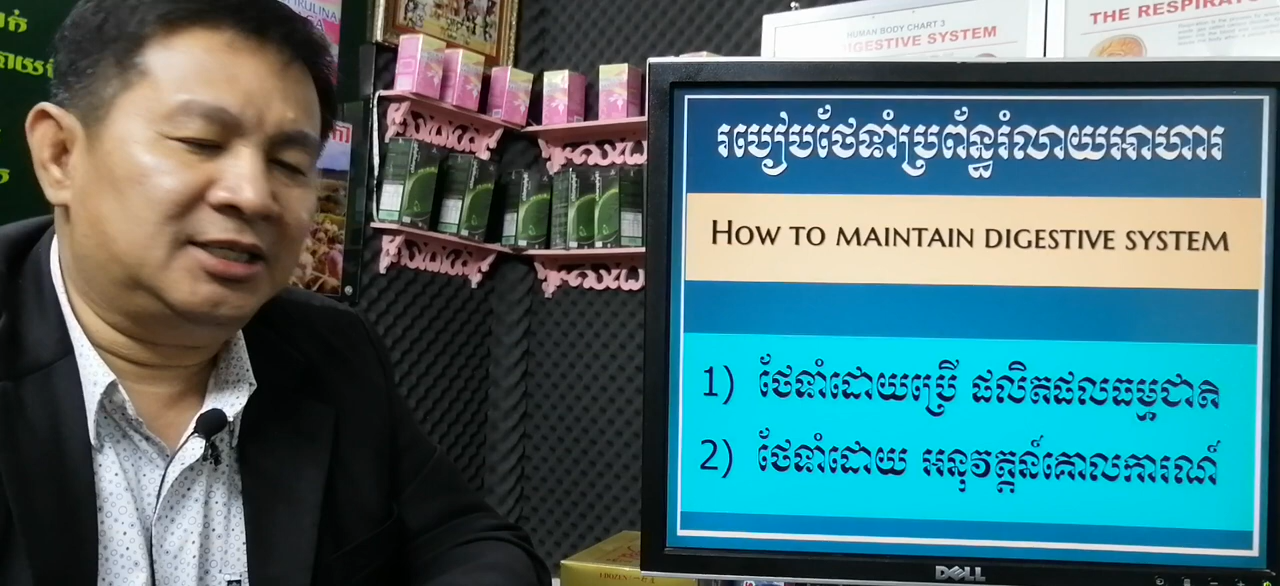 RULINA
HUMAN BODY CHART 3
DIGESTIVE SYSTEM
THE RESPIRATO
របៀបថែទាំប្រព័ន្ធរំលាយអាហារ
HOW TO MAINTAIN DIGESTIVE SYSTEM
1) ថែទាំដោយប្រើ ផលិតផលធម្មជាតិ
2) ថែទាំដោយ អនុវត្តន៍គោលការណ៍
DELL